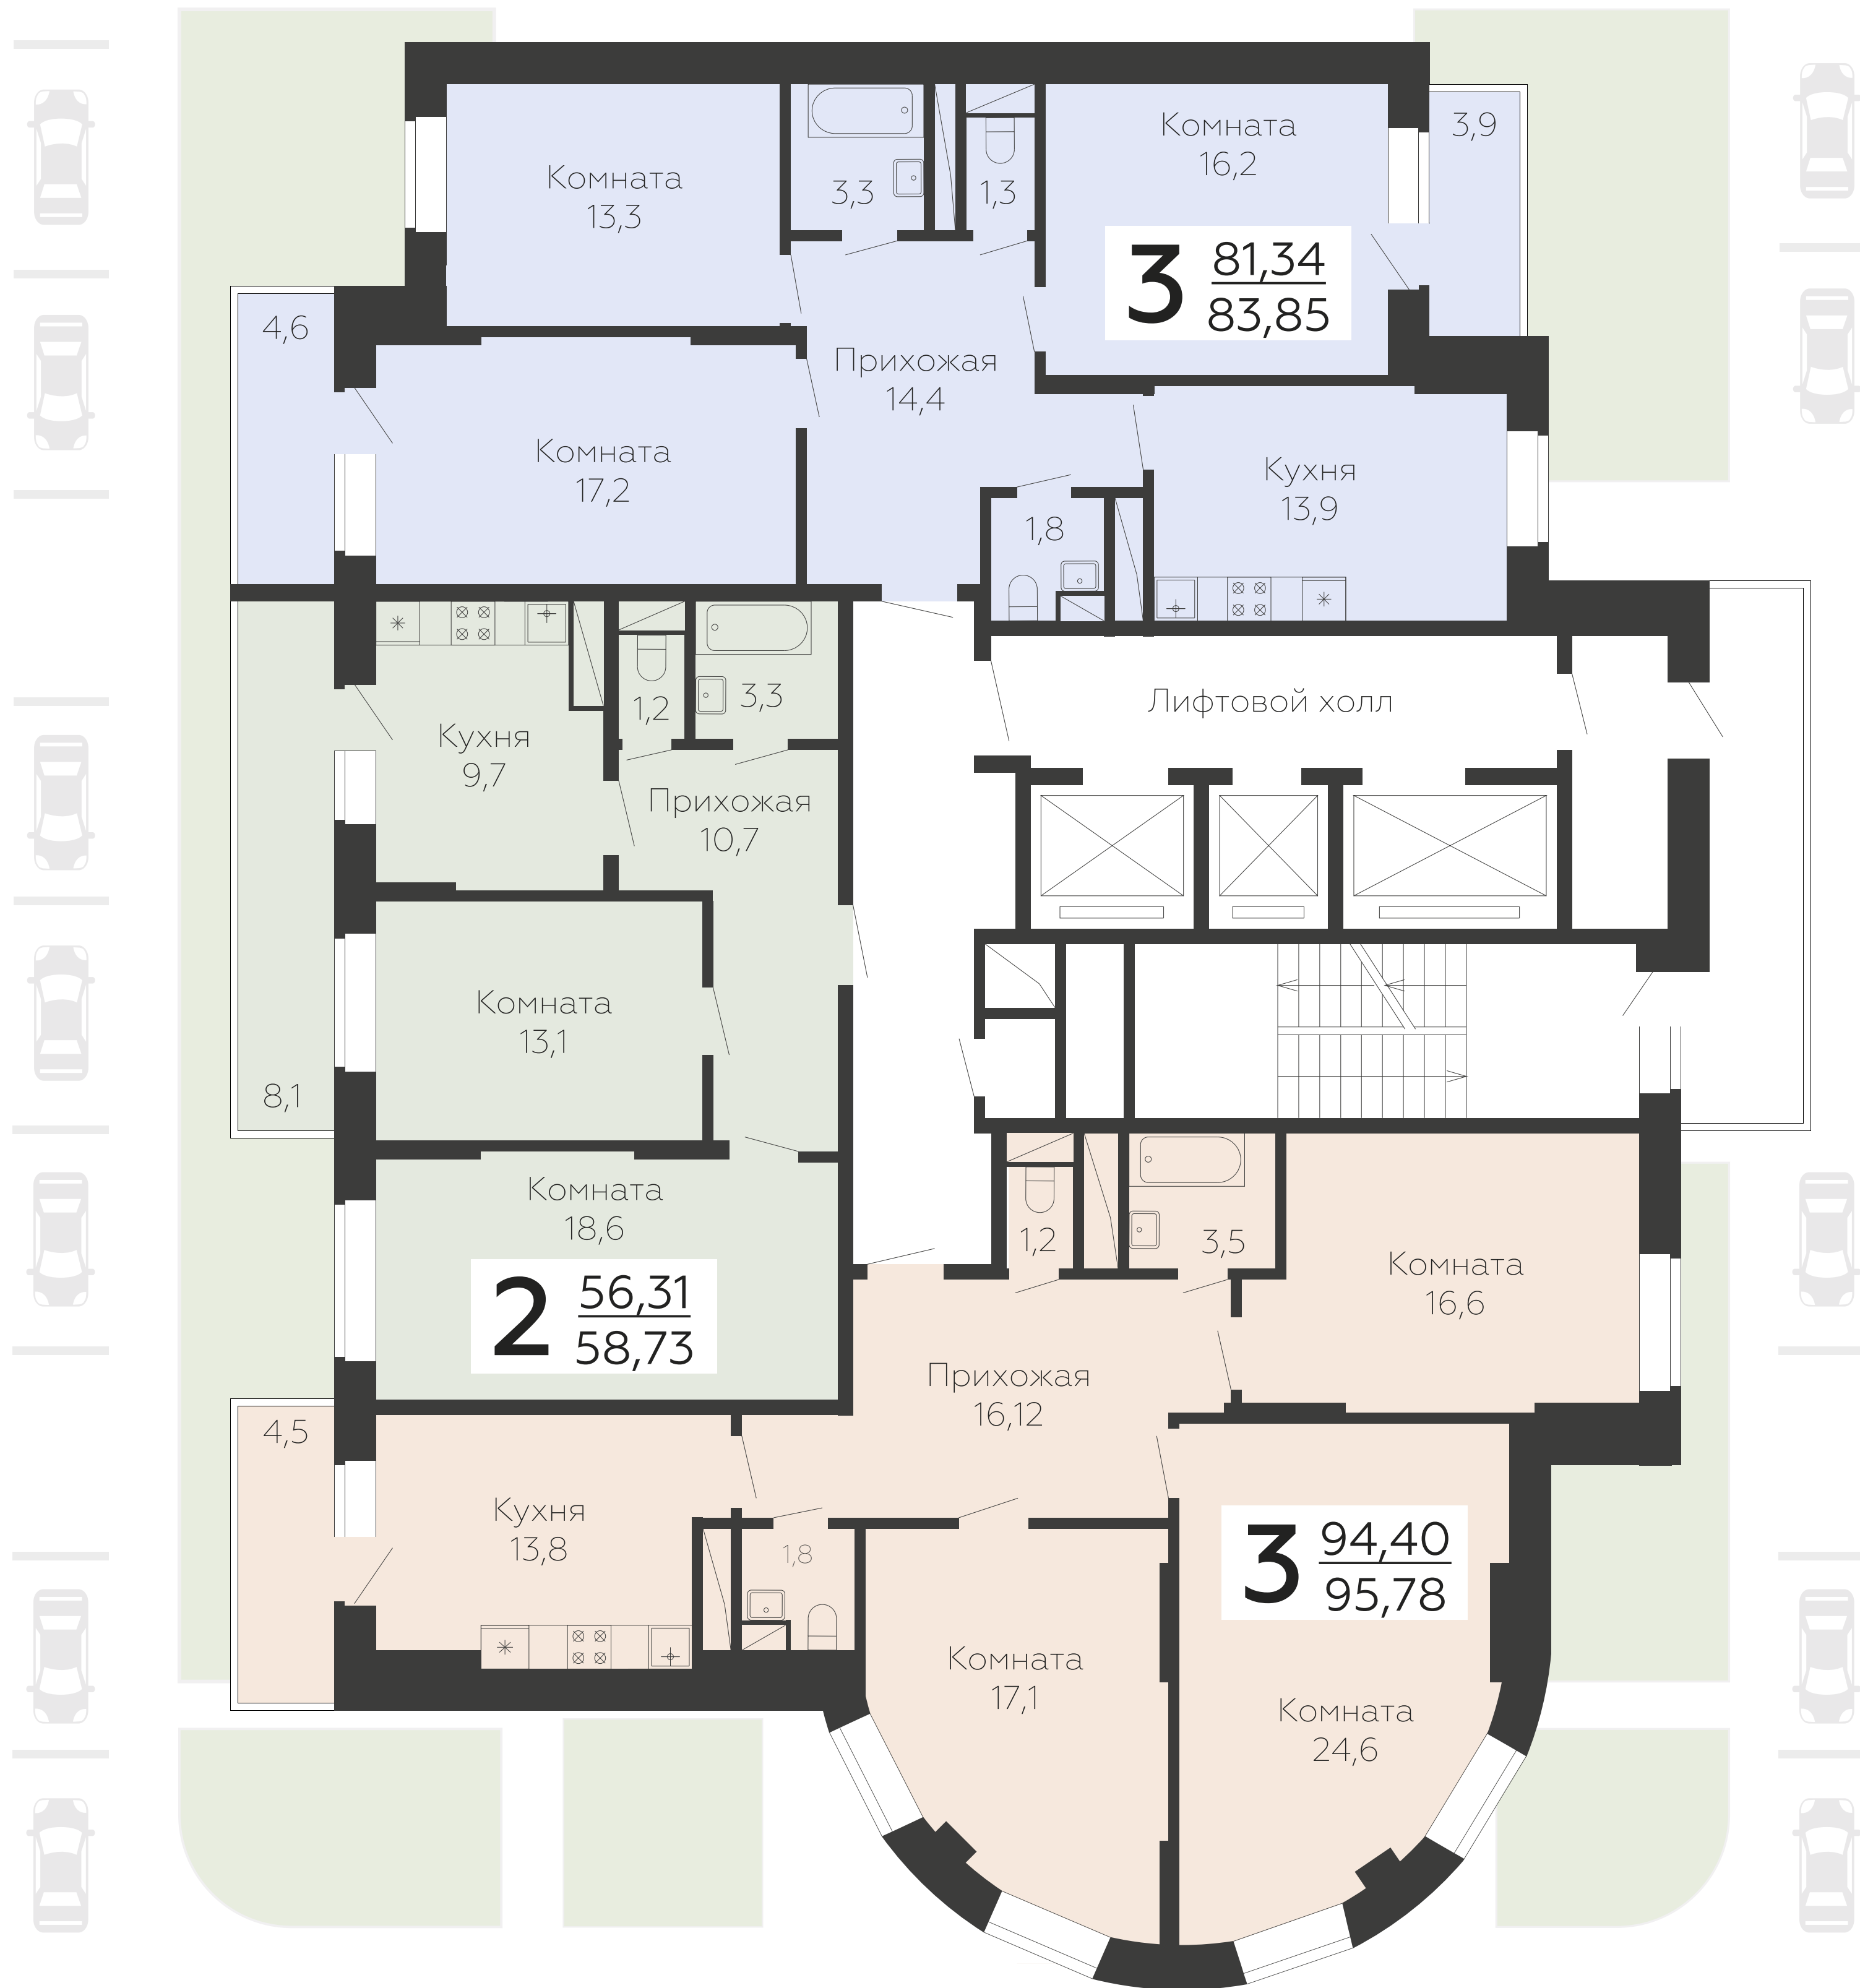 Комната
13,3
3,3
1,3
Комната
16,2
3,9
3
81,34
83,85
4,6
Прихожая
14,4
Комната
17,2
Кухня
13,9
1,8
Лифтовой холл
Кухня
9,7
1,2
3,3
Прихожая
10,7
Комната
13,1
8,1
Комната
18,6
2
56,31
58,73
1,2
3,5
Комната
16,6
Прихожая
16,12
4,5
Кухня
13,8
1,8
3
94,40
95,78
Комната
17,1
Комната
24,6